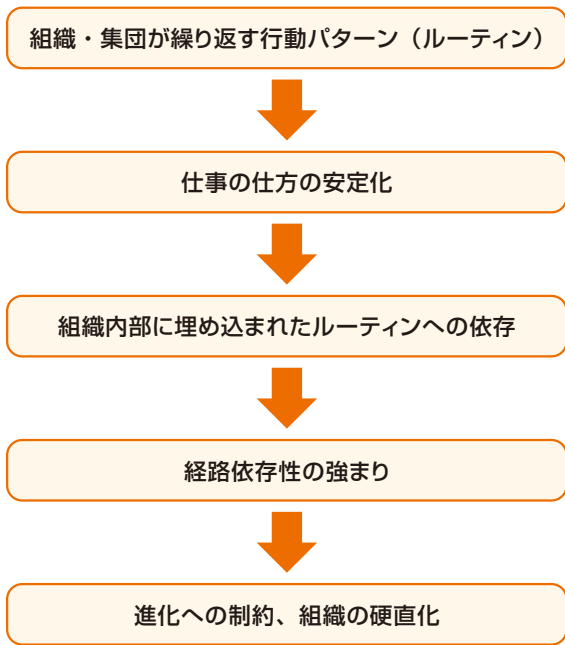 組織・集団が繰り返す行動パターン（ルーティン）
仕事の仕方の安定化
組織内部に埋め込まれたルーティンへの依存
経路依存性の強まり
進化への制約、組織の硬直化